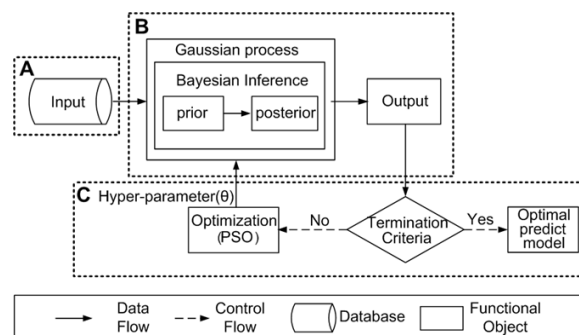 B
Gaussian process
A
Bayesian Inference
Input
prior
posterior
Output
C
Hyper-parameter(θ)
Optimization
(PSO)
No
Termination
Criteria
Yes
Optimal
predict
model
Data
Flow
Control
Flow
Database
Functional
Object